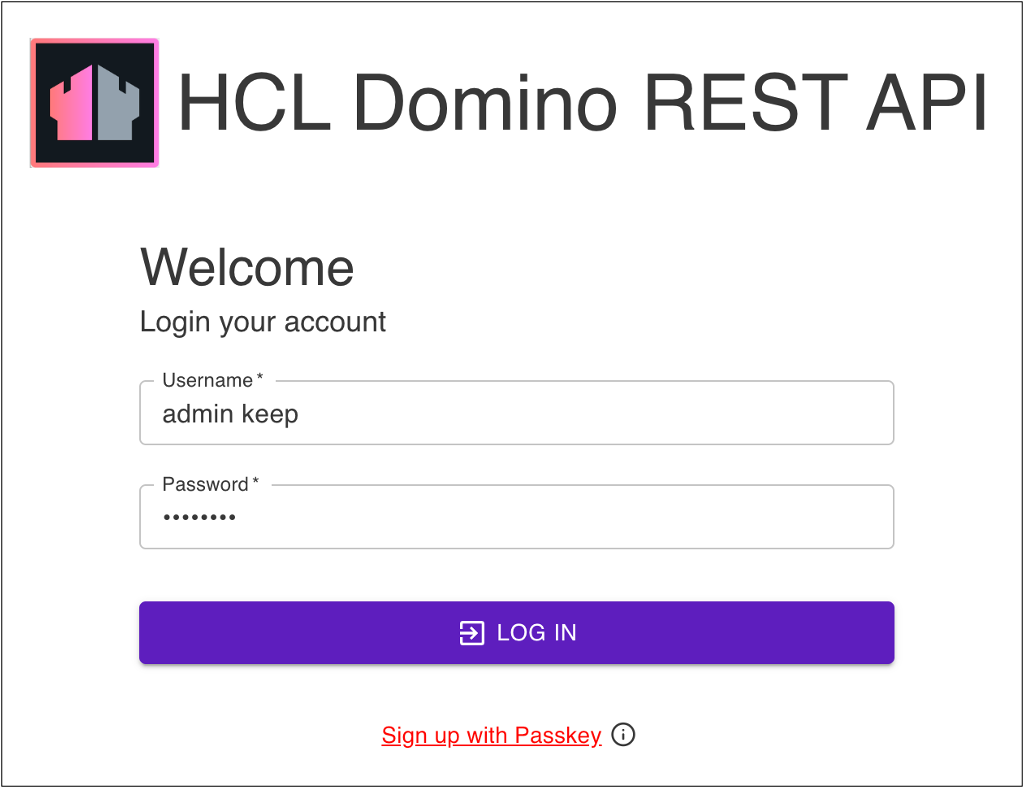 HCL Domino REST API
Welcome
Login your account
Username *
admin keep
Password *
••••••••
LOG IN
Sign up with Passkey